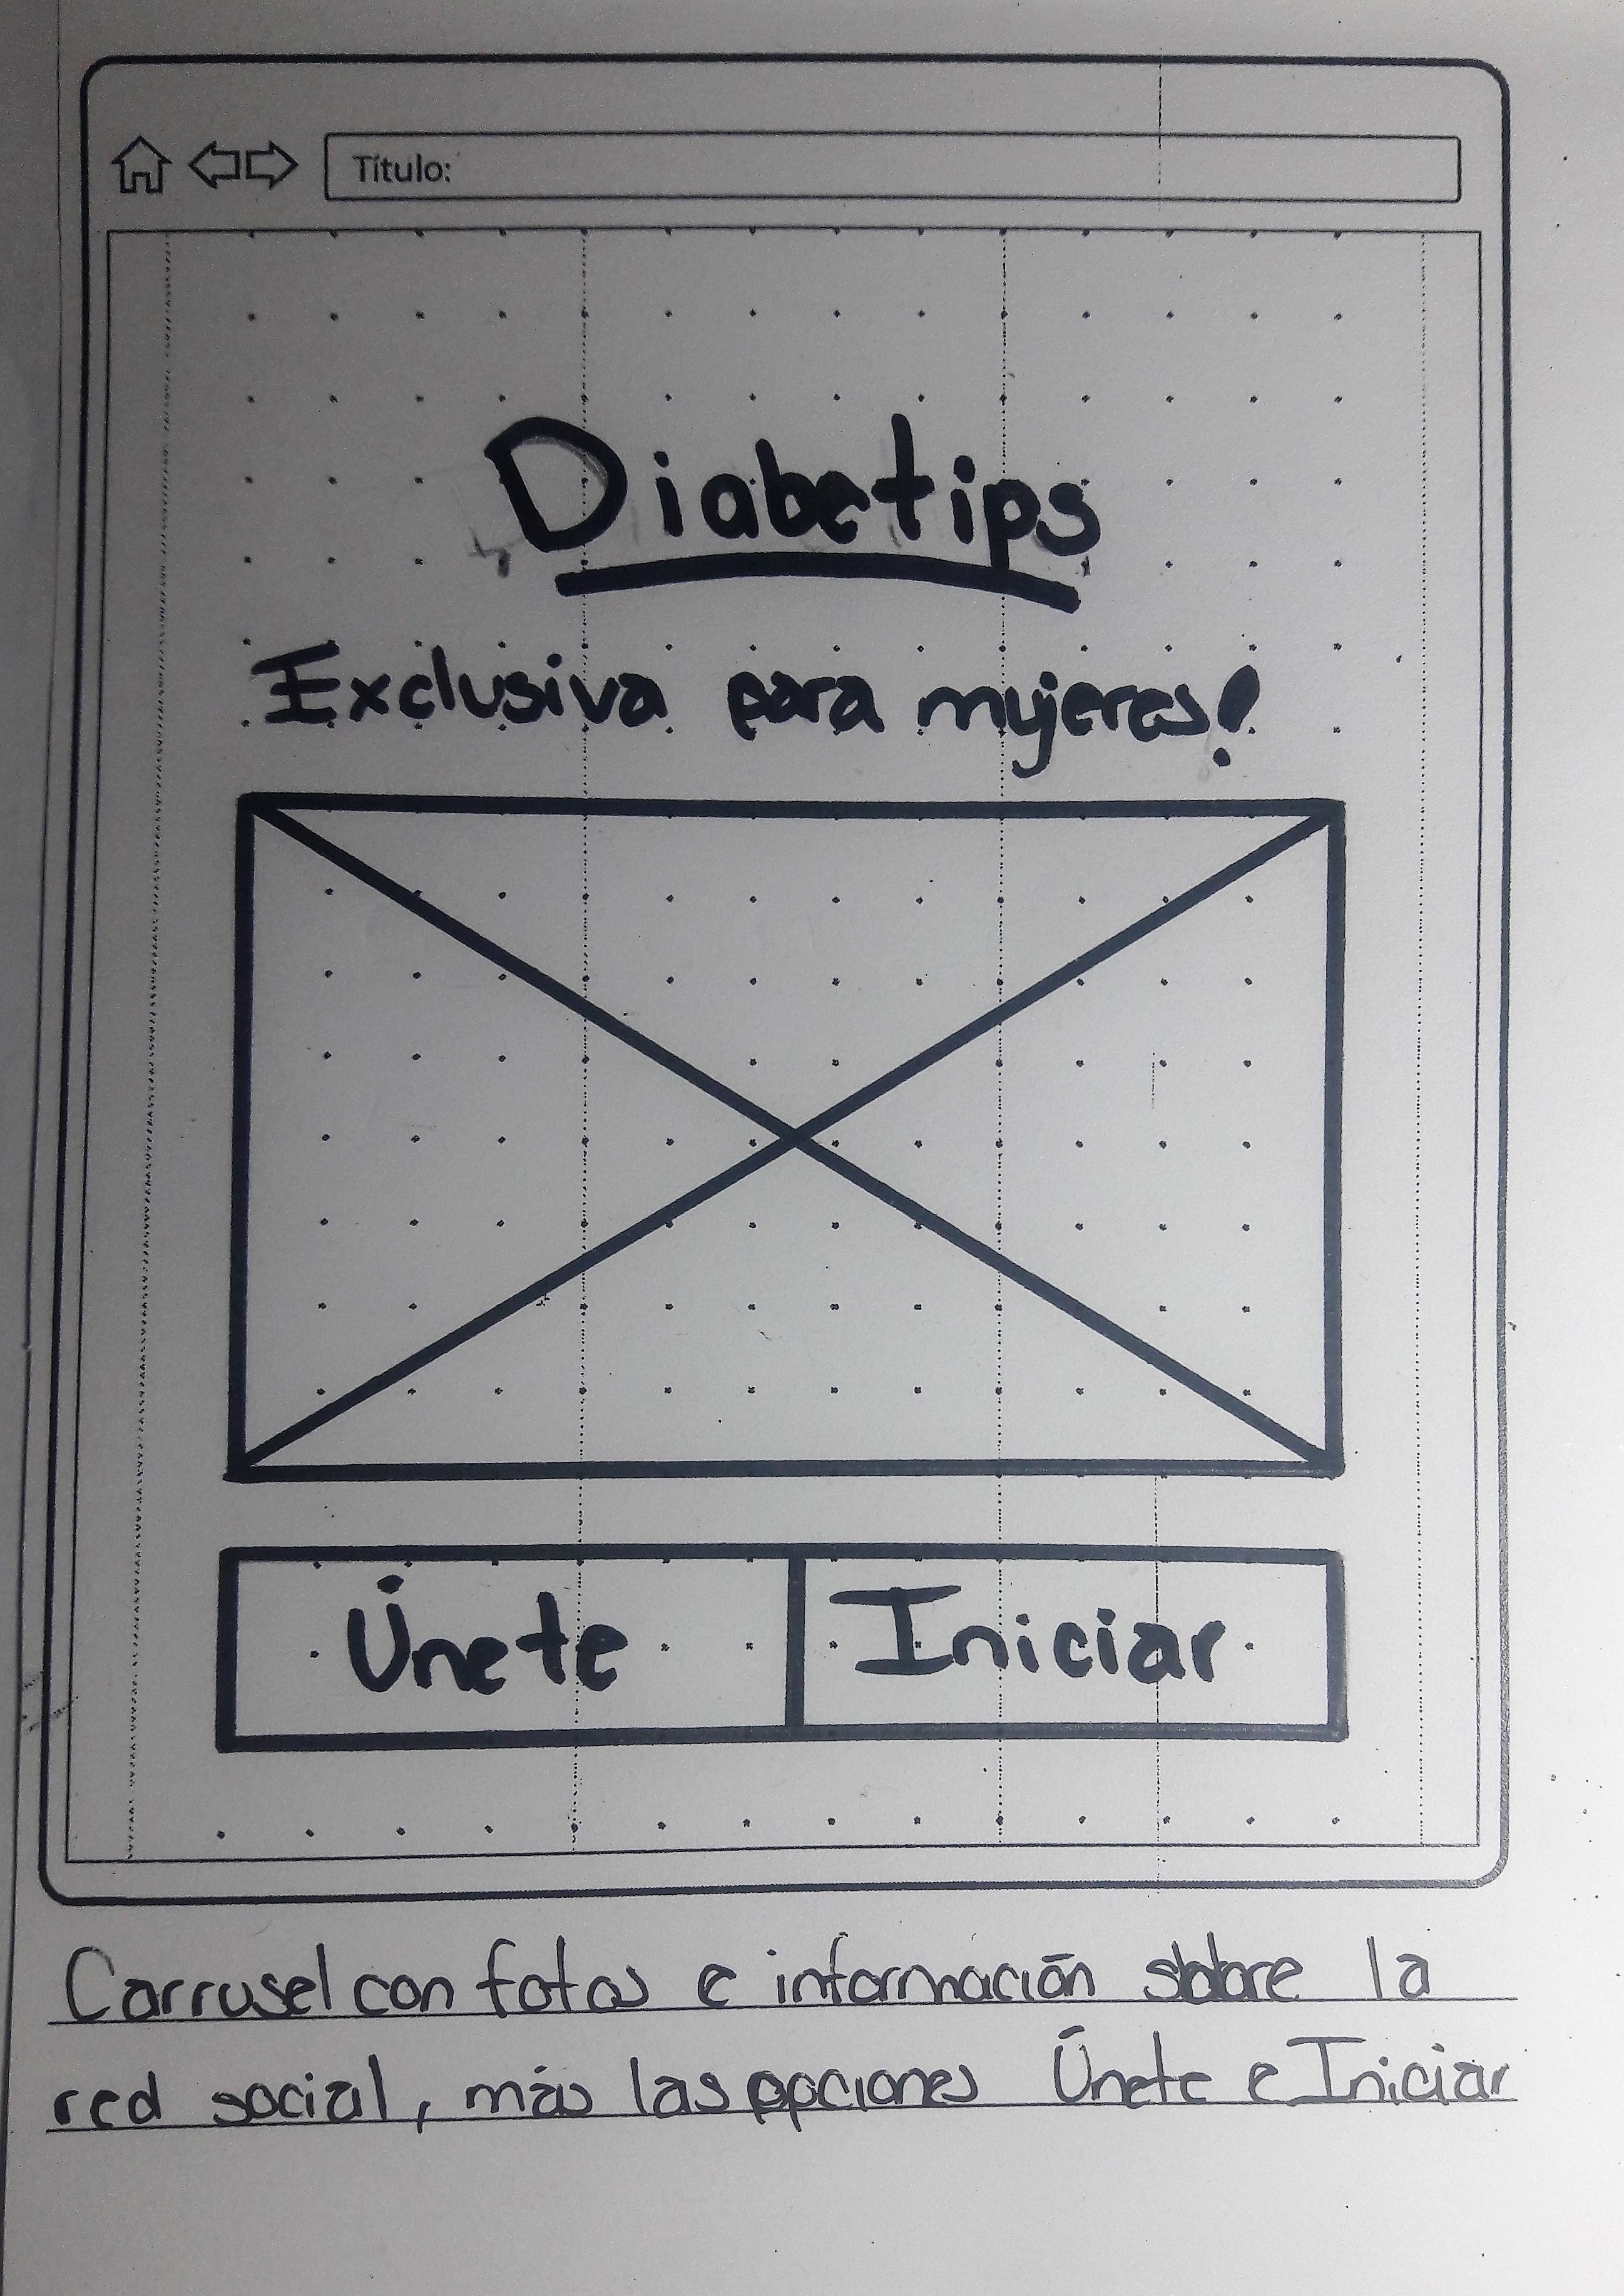 Título:
Diabetips
Exclusiva para mujeres!
Únete Iniciar
Carrusel con fotos e información sobre la
red social, más las opciones Únete e Iniciar